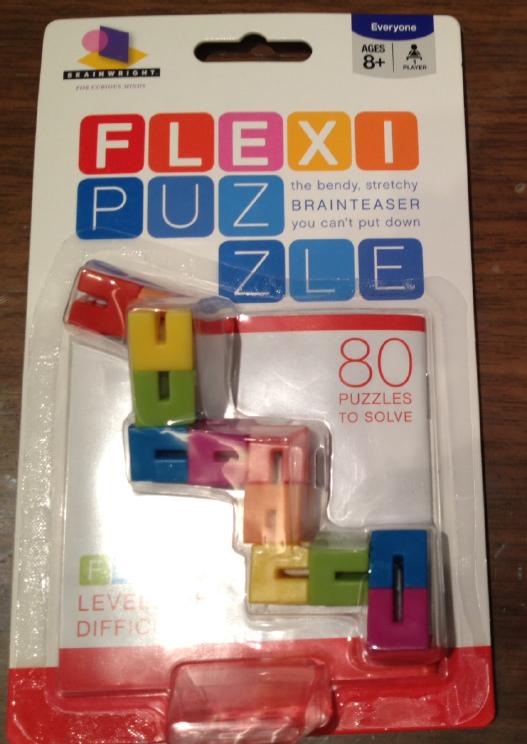 BRAINWRIGHT
FOR CURIOUS MINDS
Everyone
AGES
8+
1
PLAYER
FLEXI
PUZ
the bendy, stretchy
BRAINTEASER
you can't put down
ZLE
80
PUZZLES
TO SOLVE
F
LEVEL
DIFFIC